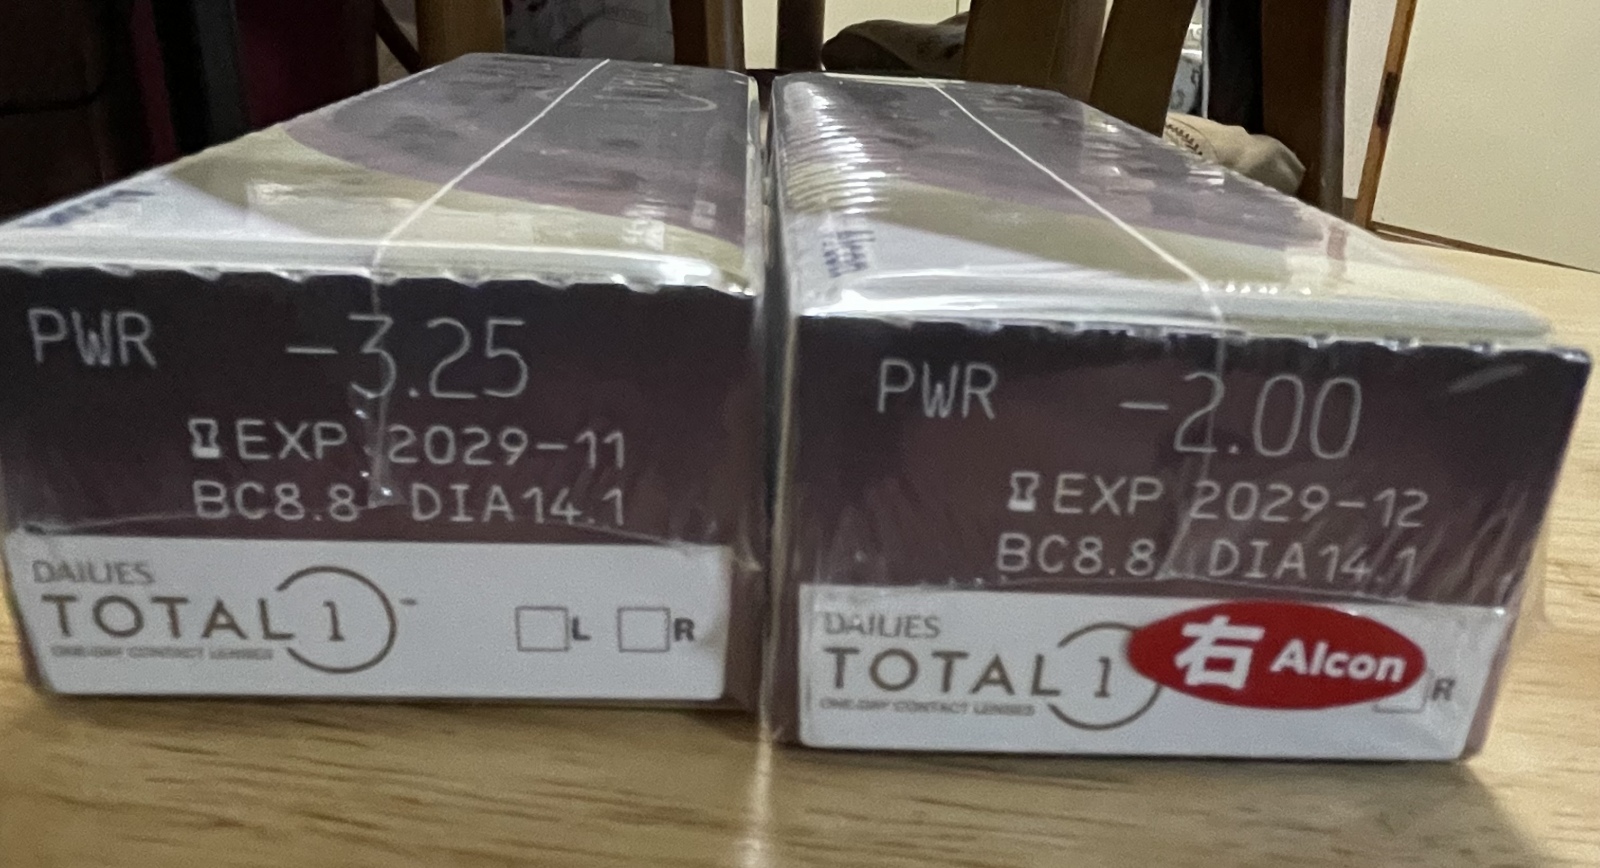 PWR -3.25
EXP 2029-11
BC8.8 DIA14.1
DAILIES
TOTAL 1
ONE-DAY CONTACT LENSES
L R
Alcon
PWR -2.00
EXP 2029-12
BC8.8 DIA14.1
DAILIES
TOTAL 1
ONE-DAY CONTACT LENSES
右 Alcon
R